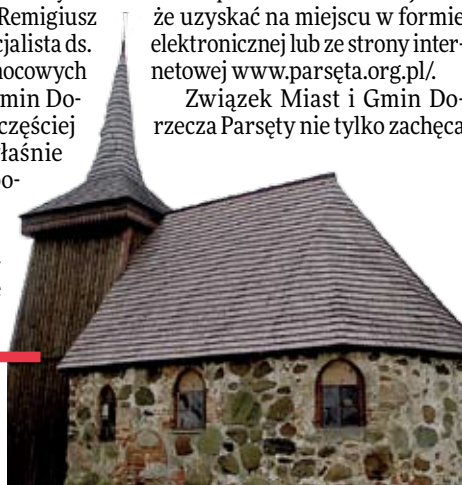 Remigiusz
cjalista ds.
nocowych
min Do-
częściej
łaśnie
po-
że uzyskać na miejscu w formie
elektronicznej lub ze strony inter-
netowej www.parsęta.org.pl/.
Związek Miast i Gmin Do-
rzecza Parsęty nie tylko zachęca